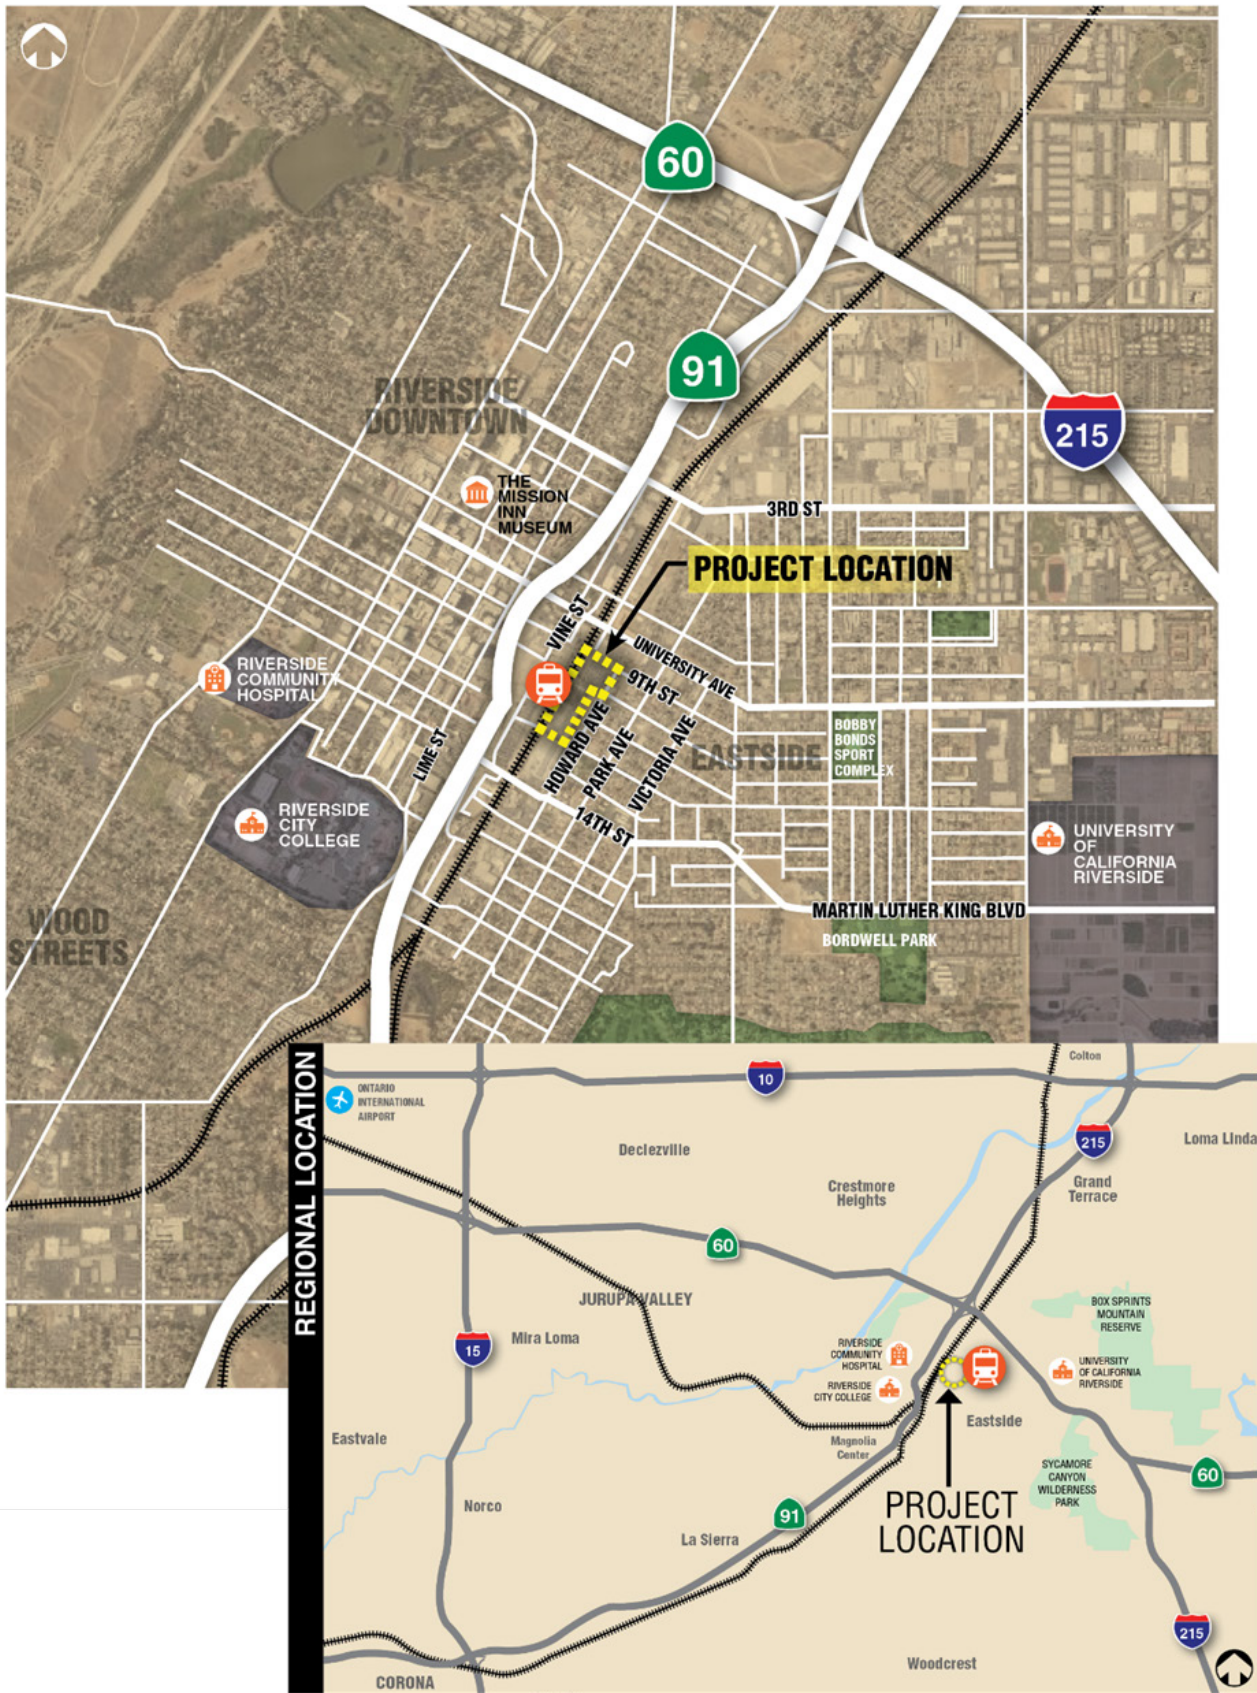 60
91
215
RIVERSIDE
DOWNTOWN
THE
MISSION
INN
MUSEUM
3RD ST
PROJECT LOCATION
VINE ST
UNIVERSITY AVE
9TH ST
RIVERSIDE
COMMUNITY
HOSPITAL
HOWARD AVE
PARK AVE
VICTORIA AVE
EASTSIDE
BOBBY
BONDS
SPORT
COMPLEX
LIME ST
14TH ST
RIVERSIDE
CITY
COLLEGE
UNIVERSITY
OF
CALIFORNIA
RIVERSIDE
WOOD
STREETS
MARTIN LUTHER KING BLVD
BORDWELL PARK
REGIONAL LOCATION
Colton
10
ONTARIO
INTERNATIONAL
AIRPORT
215
Loma Linda
Declezville
Crestmore
Heights
Grand
Terrace
60
JURUPA VALLEY
BOX SPRINTS
MOUNTAIN
RESERVE
Mira Loma
15
RIVERSIDE
COMMUNITY
HOSPITAL
RIVERSIDE
CITY COLLEGE
UNIVERSITY
OF CALIFORNIA
RIVERSIDE
Eastside
Eastvale
Magnolia
Center
SYCAMORE
CANYON
WILDERNESS
PARK
60
Norco
91
PROJECT
LOCATION
La Sierra
215
Woodcrest
CORONA